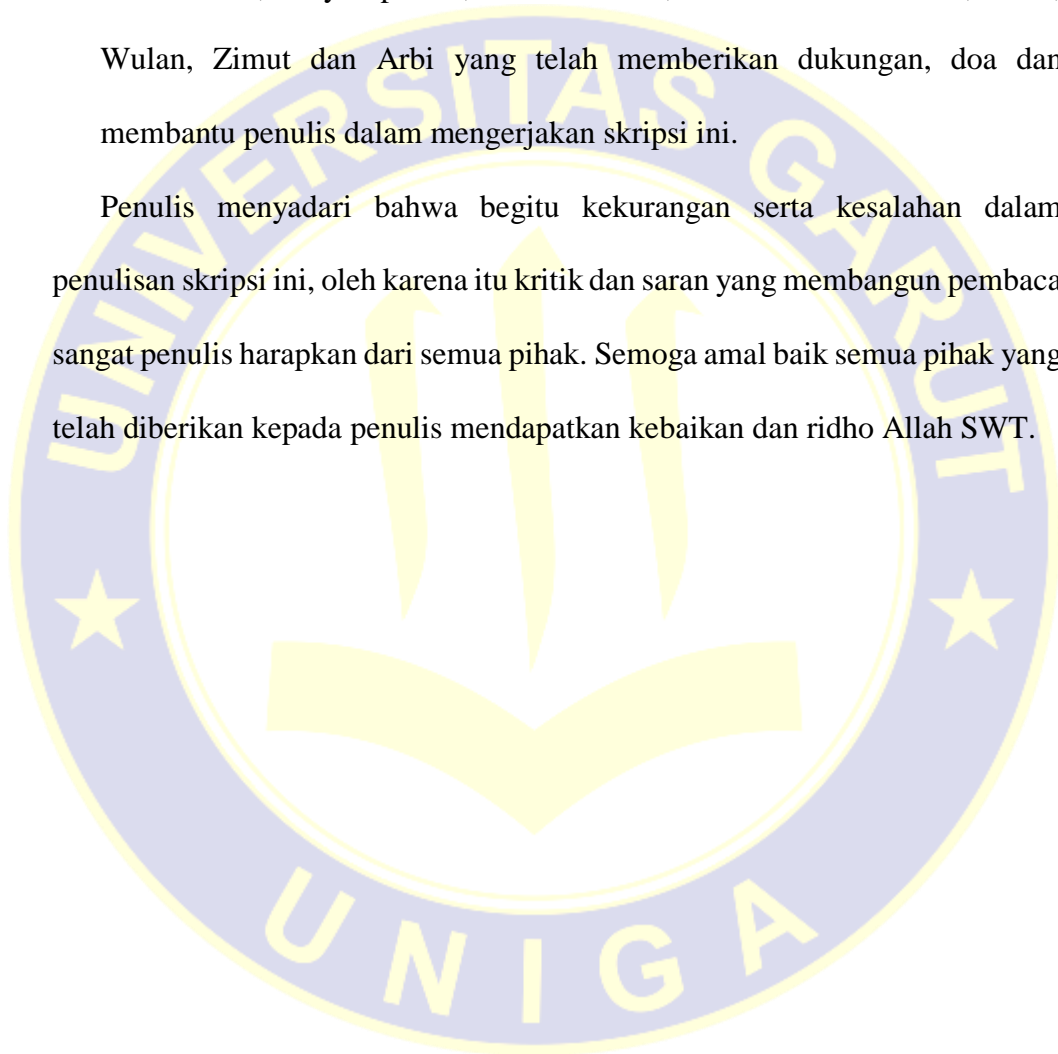 Wulan, Zimut dan Arbi yang telah memberikan dukungan, doa dan
membantu penulis dalam mengerjakan skripsi ini.
Penulis menyadari bahwa begitu kekurangan serta kesalahan dalam
penulisan skripsi ini, oleh karena itu kritik dan saran yang membangun pembaca
sangat penulis harapkan dari semua pihak. Semoga amal baik semua pihak yang
telah diberikan kepada penulis mendapatkan kebaikan dan ridho Allah SWT.
UNIVERSITAS GARUT
UNIGA